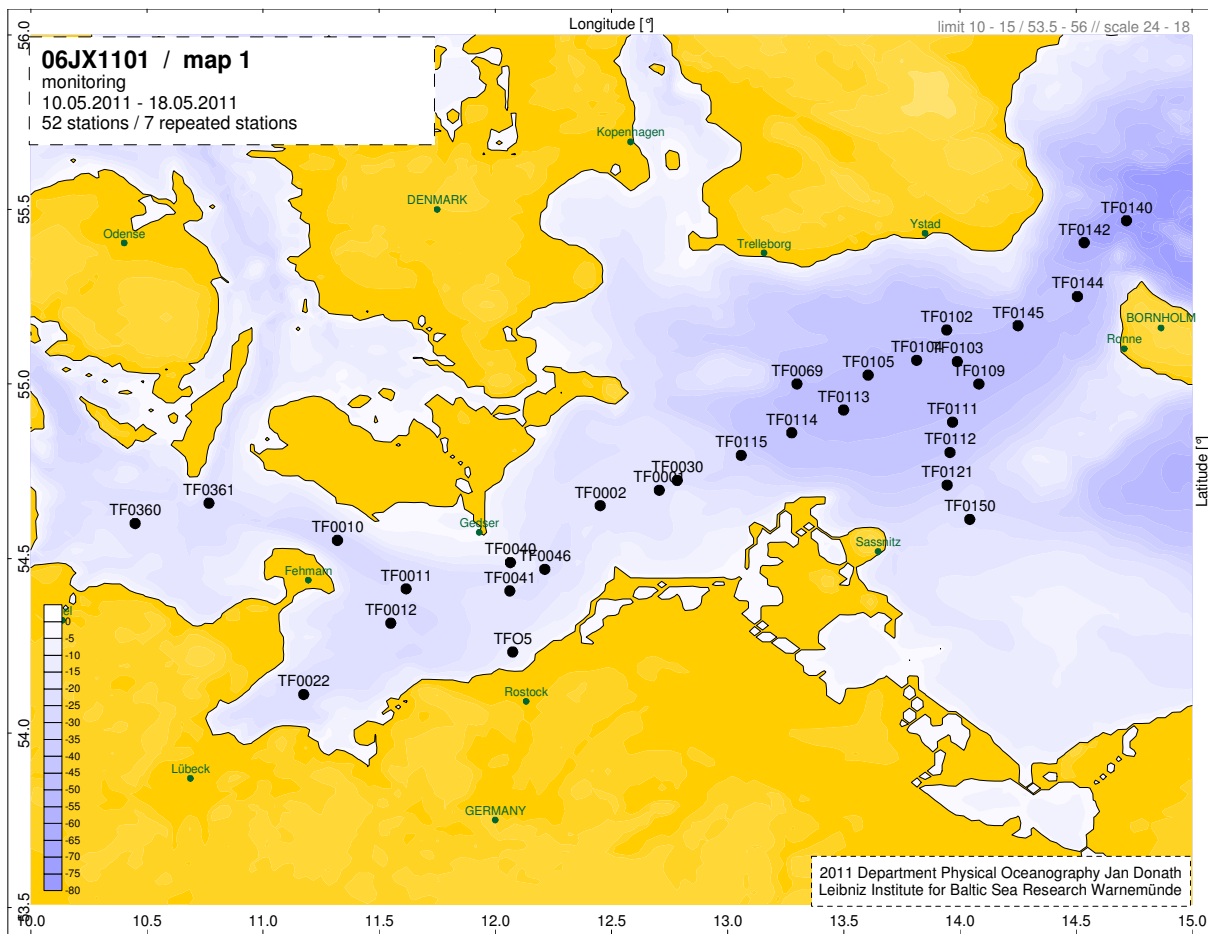 Longitude [°]
limit 10 - 15 / 53.5 - 56 // scale 24 - 18
56.0
06JX1101 / map 1
monitoring
10.05.2011 - 18.05.2011
52 stations / 7 repeated stations
Kopenhagen
55.5
DENMARK
Odense
Trelleborg
Ystad
TF0140
TF0142
TF0144
TF0102
TF0145
BORNHOLM
Ronne
TF0104
TF0103
TF0105
TF0069
TF0109
55.0
TF0113
TF0114
TF0111
TF0115
TF0112
TF0030
TF0001
TF0002
TF0121
TF0150
Latitude [°]
TF0361
TF0360
TF0010
Gedser
TF0040
TF0046
Sassnitz
54.5
Fehmarn
TF0011
TF0041
TF0012
TFO5
TF0022
Rostock
54.0
Lübeck
GERMANY
el
0
-5
-10
-15
-20
-25
-30
-35
-40
-45
-50
-55
-60
-65
-70
-75
-80
2011 Department Physical Oceanography Jan Donath
Leibniz Institute for Baltic Sea Research Warnemünde
53.5
10.0 10.5 11.0 11.5 12.0 12.5 13.0 13.5 14.0 14.5 15.0